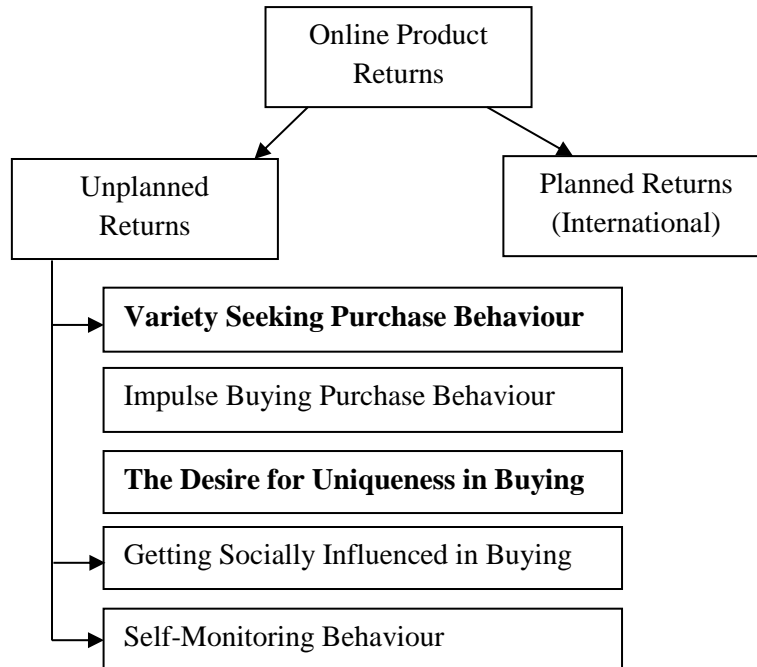 Online Product
Returns
Unplanned
Returns
Planned Returns
(International)
Variety Seeking Purchase Behaviour
Impulse Buying Purchase Behaviour
The Desire for Uniqueness in Buying
Getting Socially Influenced in Buying
Self-Monitoring Behaviour